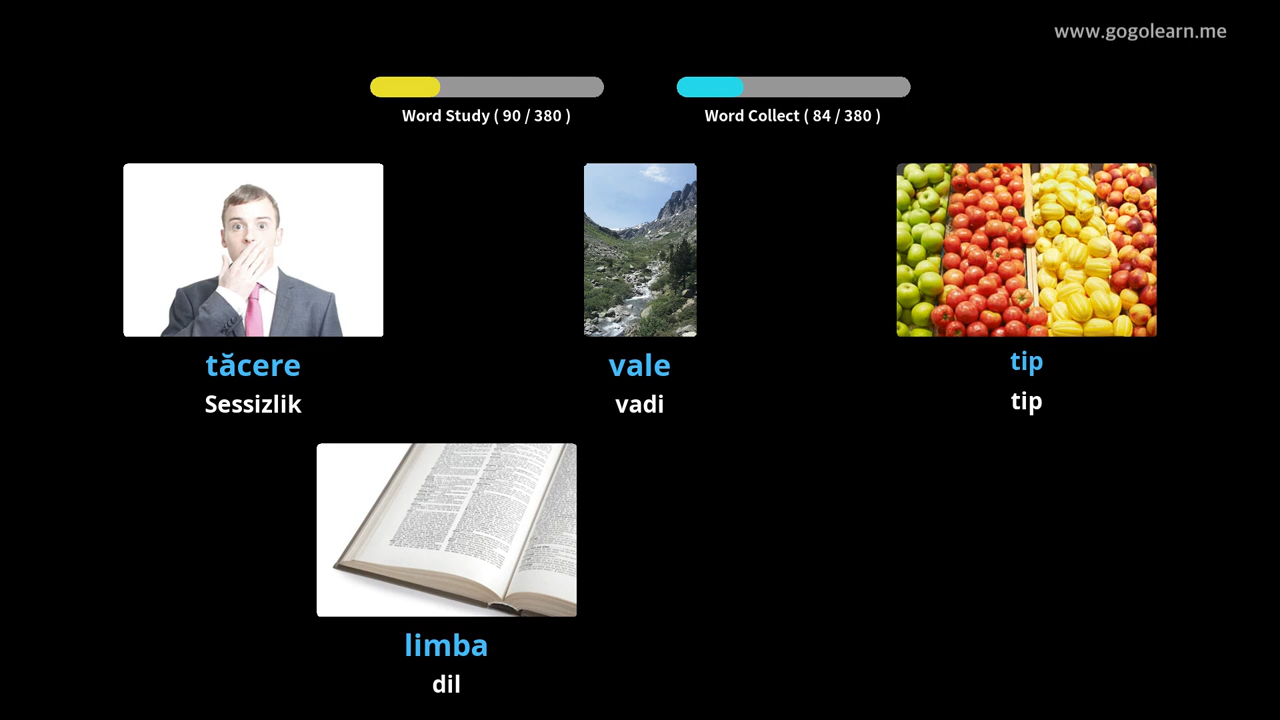 www.gogolearn.me
Word Study ( 90 / 380 )
Word Collect ( 84 / 380 )
tăcere
Sessizlik
vale
vadi
tip
tip
limba
dil